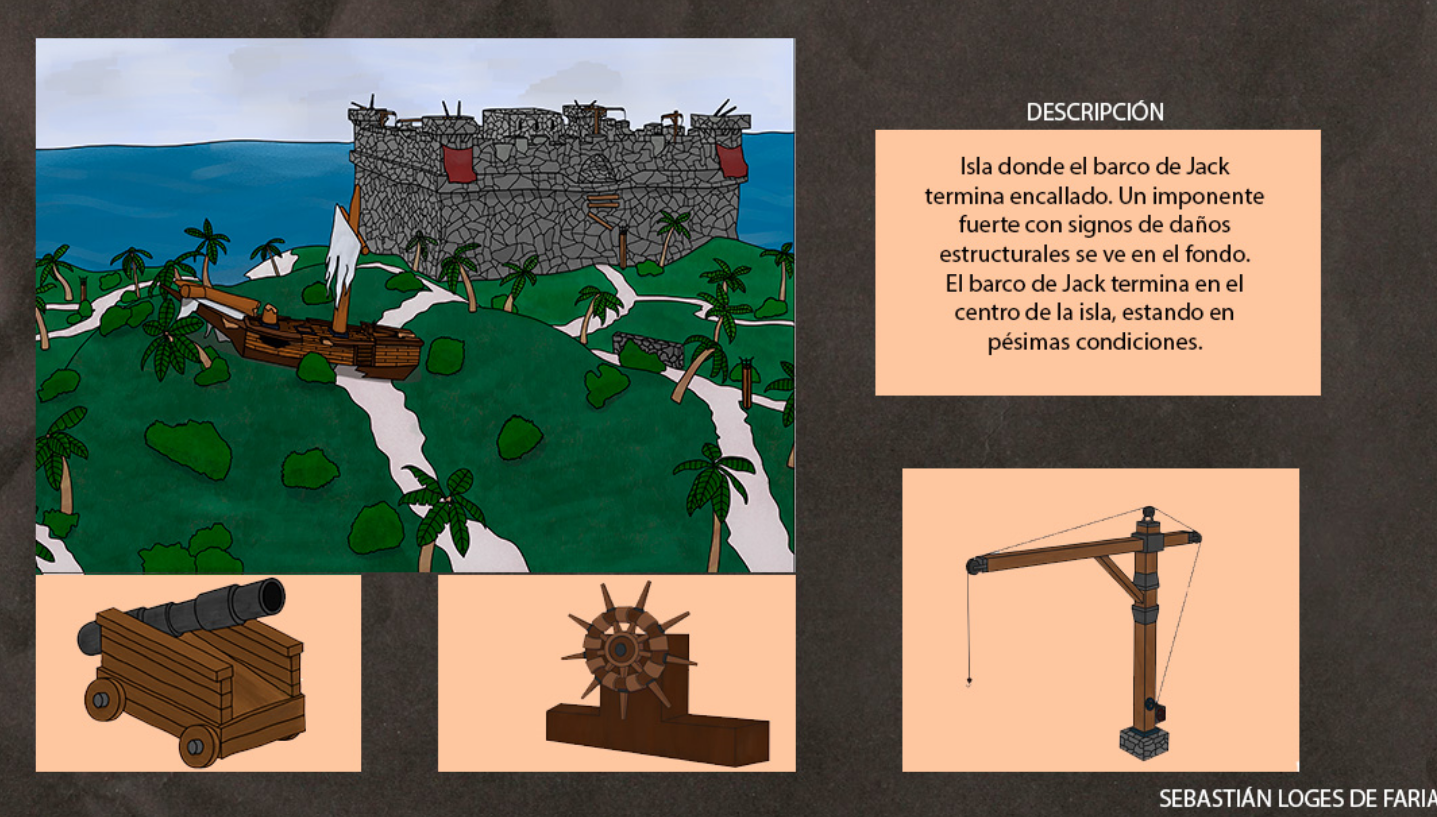 DESCRIPCIÓN
Isla donde el barco de Jack
termina encallado. Un imponente
fuerte con signos de daños
estructurales se ve en el fondo.
El barco de Jack termina en el
centro de la isla, estando en
pésimas condiciones.
SEBASTIÁN LOGES DE FARIA